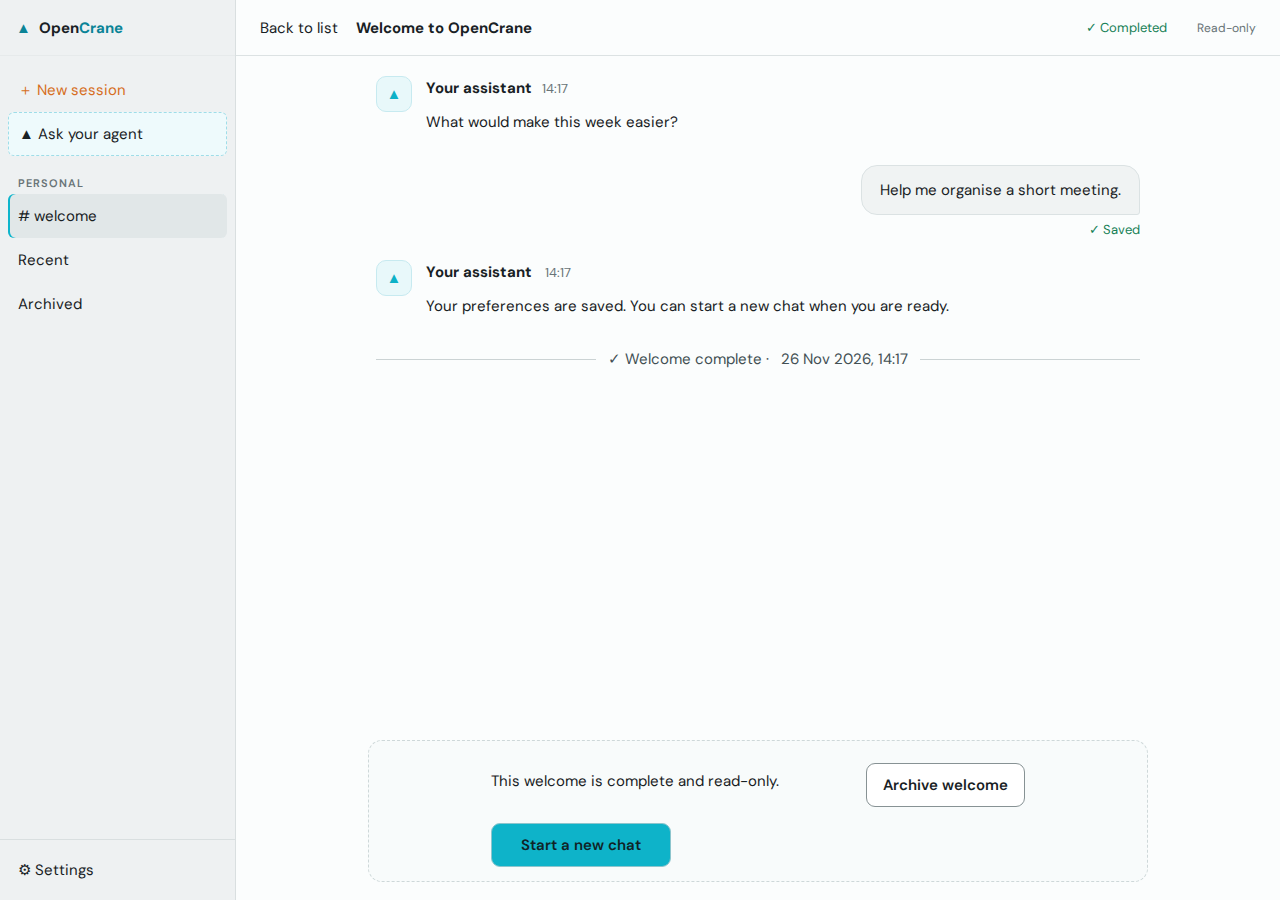 ▲ OpenCrane
+ New session
▲ Ask your agent
PERSONAL
# welcome
Recent
Archived
⚙ Settings
Back to list Welcome to OpenCrane ✓ Completed Read-only
Your assistant 14:17
What would make this week easier?
Help me organise a short meeting.
✓ Saved
Your assistant 14:17
Your preferences are saved. You can start a new chat when you are ready.
✓ Welcome complete · 26 Nov 2026, 14:17
This welcome is complete and read-only.
Archive welcome
Start a new chat